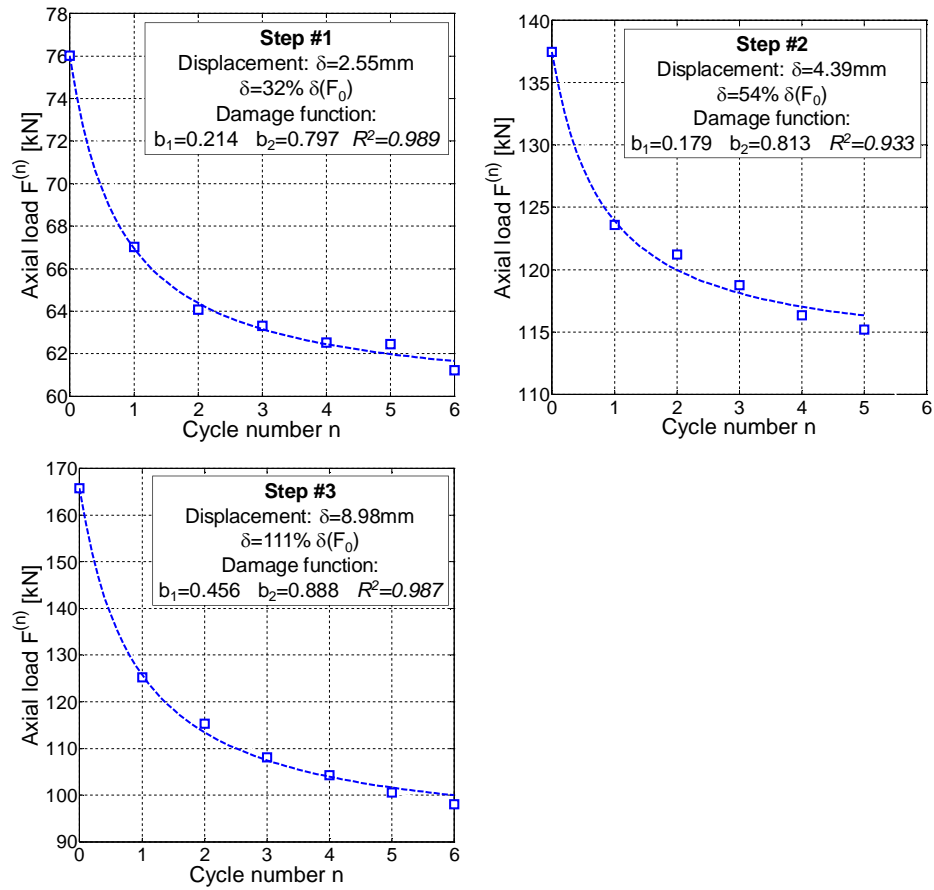 Step #1
Displacement: δ=2.55mm
δ=32% δ(F₀)
Damage function:
b₁=0.214 b₂=0.797 R²=0.989
78
76
74
72
70
68
66
64
62
60
0 1 2 3 4 5 6
Axial load F⁽ⁿ⁾ [kN]
Cycle number n
Step #2
Displacement: δ=4.39mm
δ=54% δ(F₀)
Damage function:
b₁=0.179 b₂=0.813 R²=0.933
140
135
130
125
120
115
110
0 1 2 3 4 5 6
Axial load F⁽ⁿ⁾ [kN]
Cycle number n
Step #3
Displacement: δ=8.98mm
δ=111% δ(F₀)
Damage function:
b₁=0.456 b₂=0.888 R²=0.987
170
160
150
140
130
120
110
100
90
0 1 2 3 4 5 6
Axial load F⁽ⁿ⁾ [kN]
Cycle number n